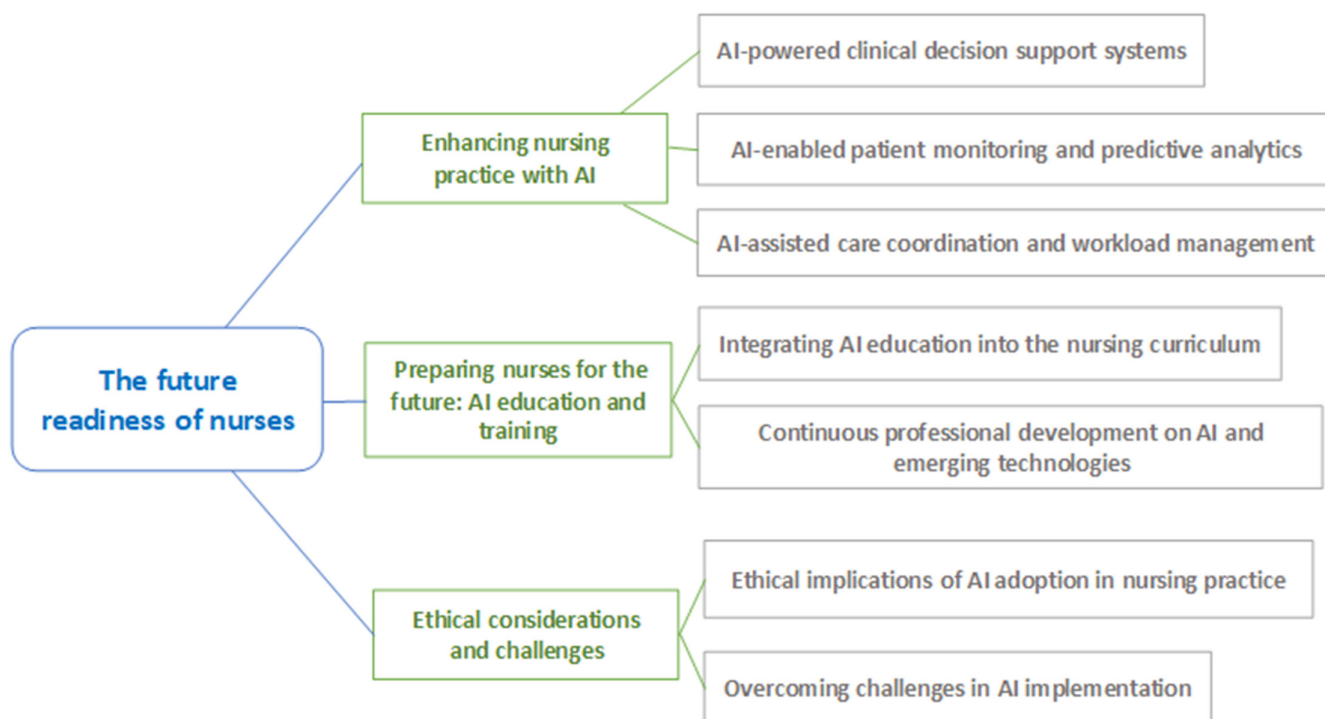 AI-powered clinical decision support systems
Enhancing nursing
practice with AI
AI-enabled patient monitoring and predictive analytics
AI-assisted care coordination and workload management
The future
readiness of nurses
Preparing nurses for the
future: AI education and
training
Integrating AI education into the nursing curriculum
Continuous professional development on AI and
emerging technologies
Ethical considerations
and challenges
Ethical implications of AI adoption in nursing practice
Overcoming challenges in AI implementation